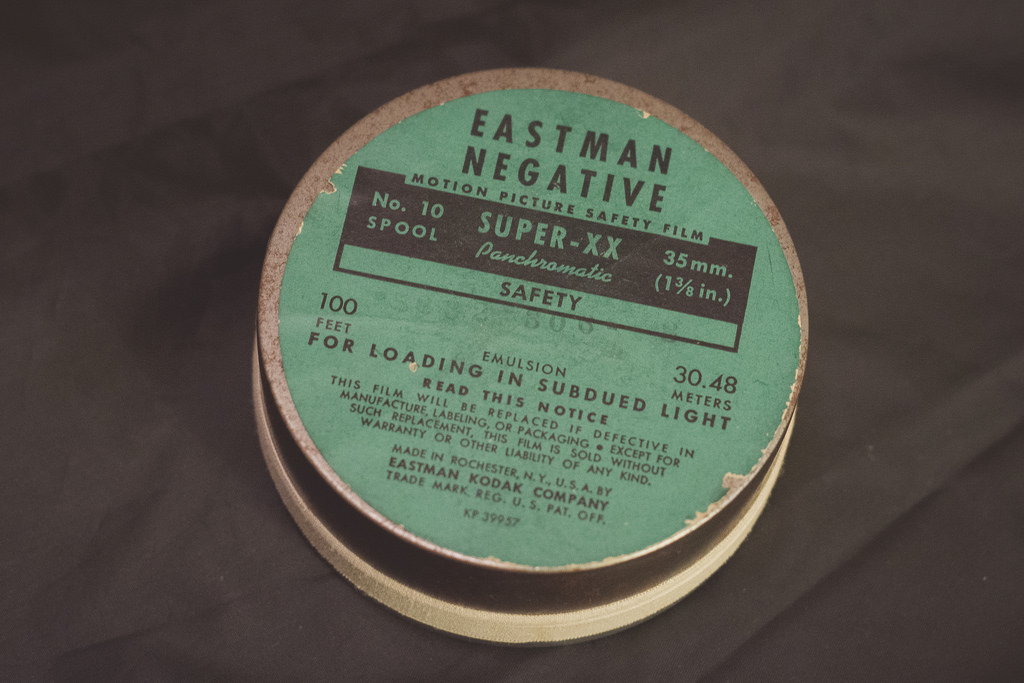 EASTMAN
NEGATIVE
MOTION PICTURE SAFETY FILM
No. 10 SUPER-XX 35mm.
SPOOL Panchromatic (1⅜ in.)
SAFETY
100
FEET
EMULSION
30.48
METERS
FOR LOADING IN SUBDUED LIGHT
READ THIS NOTICE
THIS FILM WILL BE REPLACED IF DEFECTIVE IN
MANUFACTURE, LABELING, OR PACKAGING • EXCEPT FOR
SUCH REPLACEMENT, THIS FILM IS SOLD WITHOUT
WARRANTY OR OTHER LIABILITY OF ANY KIND.
MADE IN ROCHESTER, N. Y., U. S. A. BY
EASTMAN KODAK COMPANY
TRADE MARK REG. U. S. PAT. OFF.
KP 39957